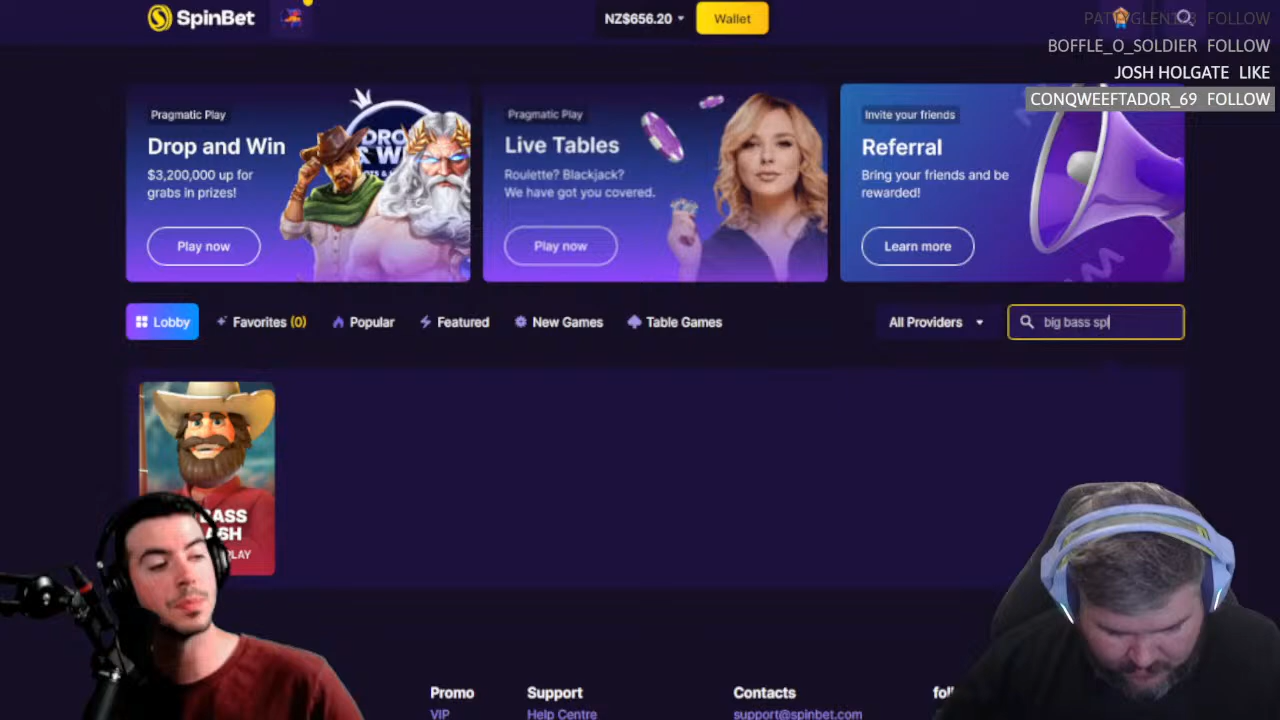 SpinBet
NZ$656.20
Wallet
FOLLOW
BOFFLE_O_SOLDIER FOLLOW
JOSH HOLGATE LIKE
CONQWEEFTADOR_69 FOLLOW
Pragmatic Play
Drop and Win
$3,200,000 up for
grabs in prizes!
Play now
Pragmatic Play
Live Tables
Roulette? Blackjack?
We have got you covered.
Play now
Invite your friends
Referral
Bring your friends and be
rewarded!
Learn more
Lobby
Favorites (0)
Popular
Featured
New Games
Table Games
All Providers
big bass spl
BASS
Promo
Support
Contacts
VIP
Help Centre
support@spinbet.com